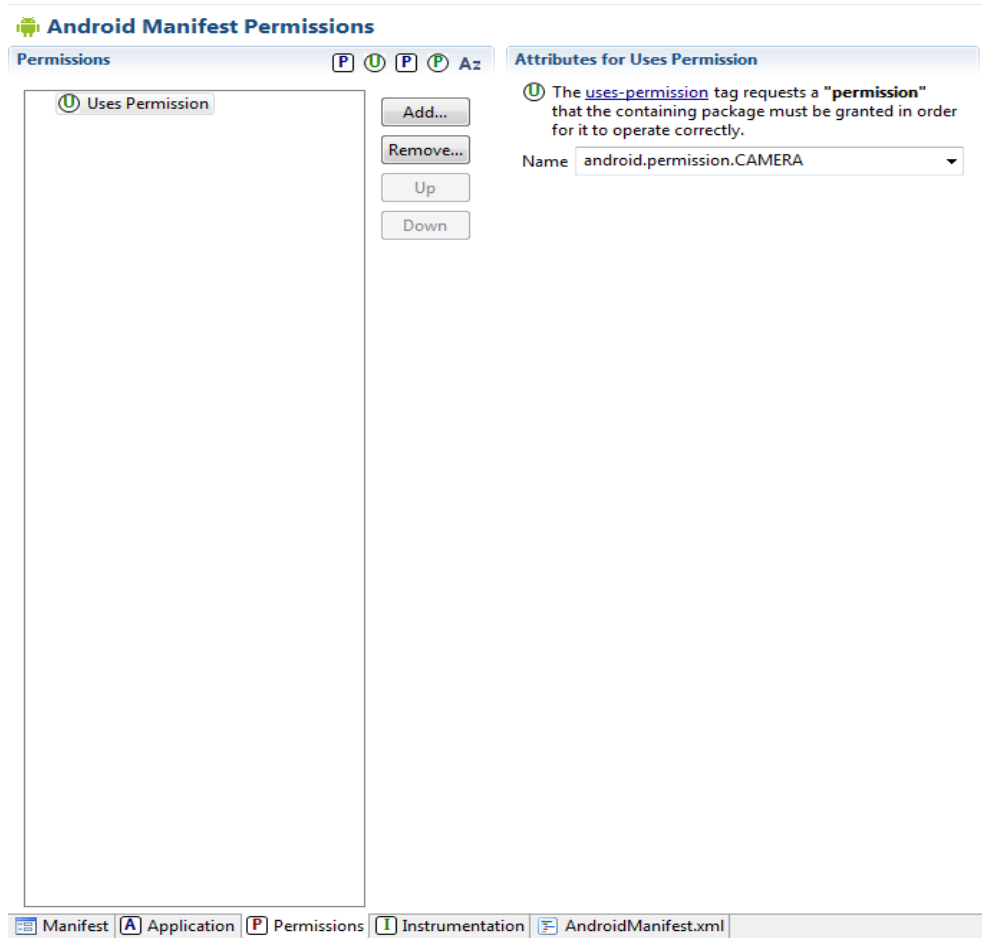 Android Manifest Permissions
Permissions
P U P P Az
Attributes for Uses Permission
U Uses Permission
Add...
Remove...
Up
Down
U The uses-permission tag requests a "permission"
that the containing package must be granted in order
for it to operate correctly.
Name android.permission.CAMERA
Manifest A Application P Permissions I Instrumentation AndroidManifest.xml